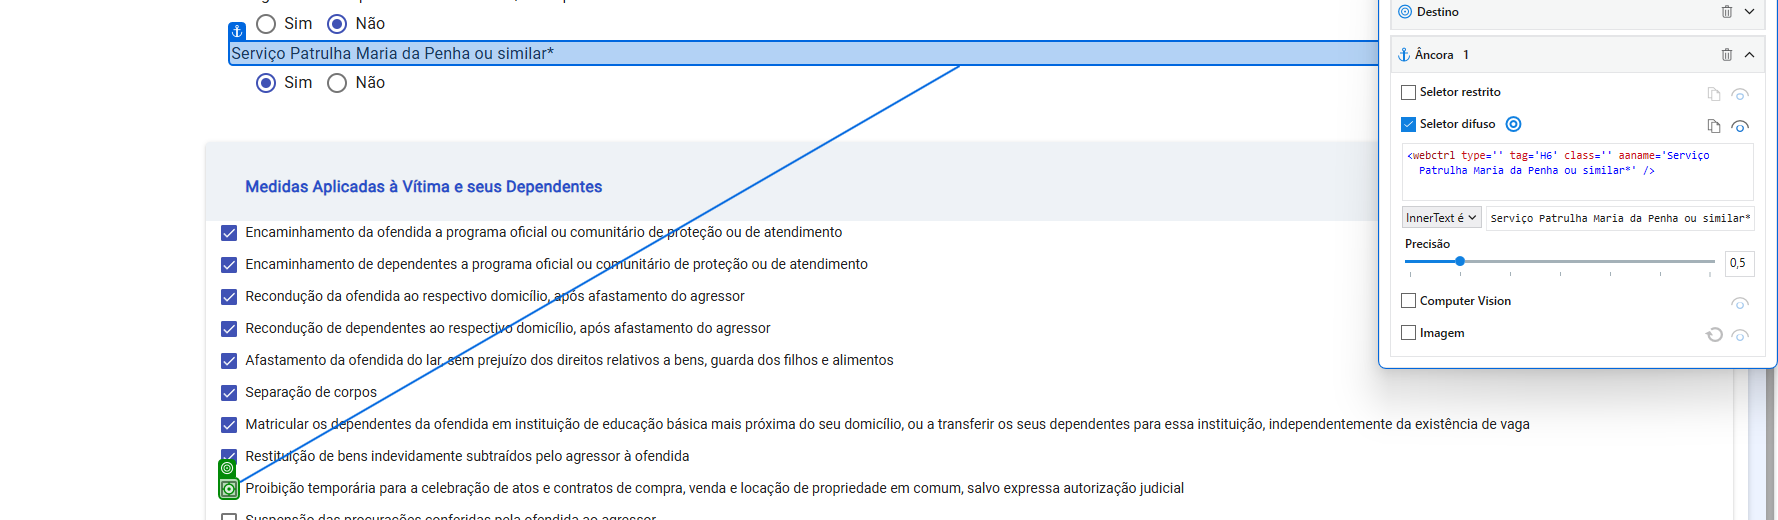 Sim Não
Serviço Patrulha Maria da Penha ou similar*
Sim Não
Medidas Aplicadas à Vítima e seus Dependentes
Encaminhamento da ofendida a programa oficial ou comunitário de proteção ou de atendimento
Encaminhamento de dependentes a programa oficial ou comunitário de proteção ou de atendimento
Recondução da ofendida ao respectivo domicílio, após afastamento do agressor
Recondução de dependentes ao respectivo domicílio, após afastamento do agressor
Afastamento da ofendida do lar, sem prejuízo dos direitos relativos a bens, guarda dos filhos e alimentos
Separação de corpos
Matricular os dependentes da ofendida em instituição de educação básica mais próxima do seu domicílio, ou a transferir os seus dependentes para essa instituição, independentemente da existência de vaga
Restituição de bens indevidamente subtraídos pelo agressor à ofendida
Proibição temporária para a celebração de atos e contratos de compra, venda e locação de propriedade em comum, salvo expressa autorização judicial
Suspensão das procurações conferidas pela ofendida ao agressor
Destino
Âncora 1
Seletor restrito
Seletor difuso
<webctrl type='' tag='H6' class='' aaname='Serviço
Patrulha Maria da Penha ou similar*' />
InnerText é Serviço Patrulha Maria da Penha ou similar*
Precisão
0,5
Computer Vision
Imagem